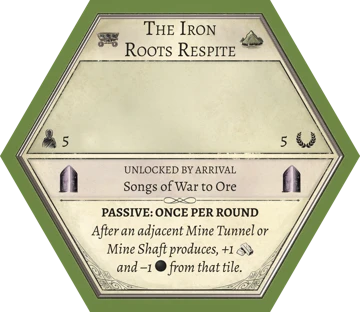 The Iron
Roots Respite
5 5
UNLOCKED BY ARRIVAL
Songs of War to Ore
PASSIVE: ONCE PER ROUND
After an adjacent Mine Tunnel or
Mine Shaft produces, +1
and –1 from that tile.